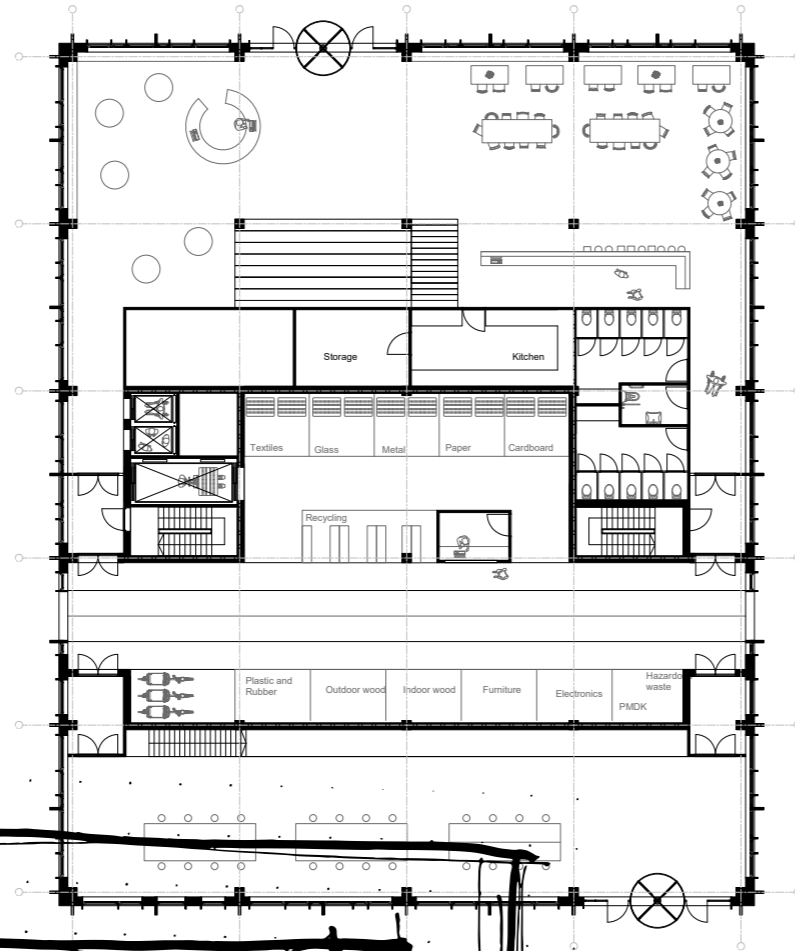 Storage
Kitchen
Textiles
Glass
Metal
Paper
Cardboard
Recycling
Plastic and
Rubber
Outdoor wood
Indoor wood
Furniture
Electronics
Hazardo
waste
PMDK